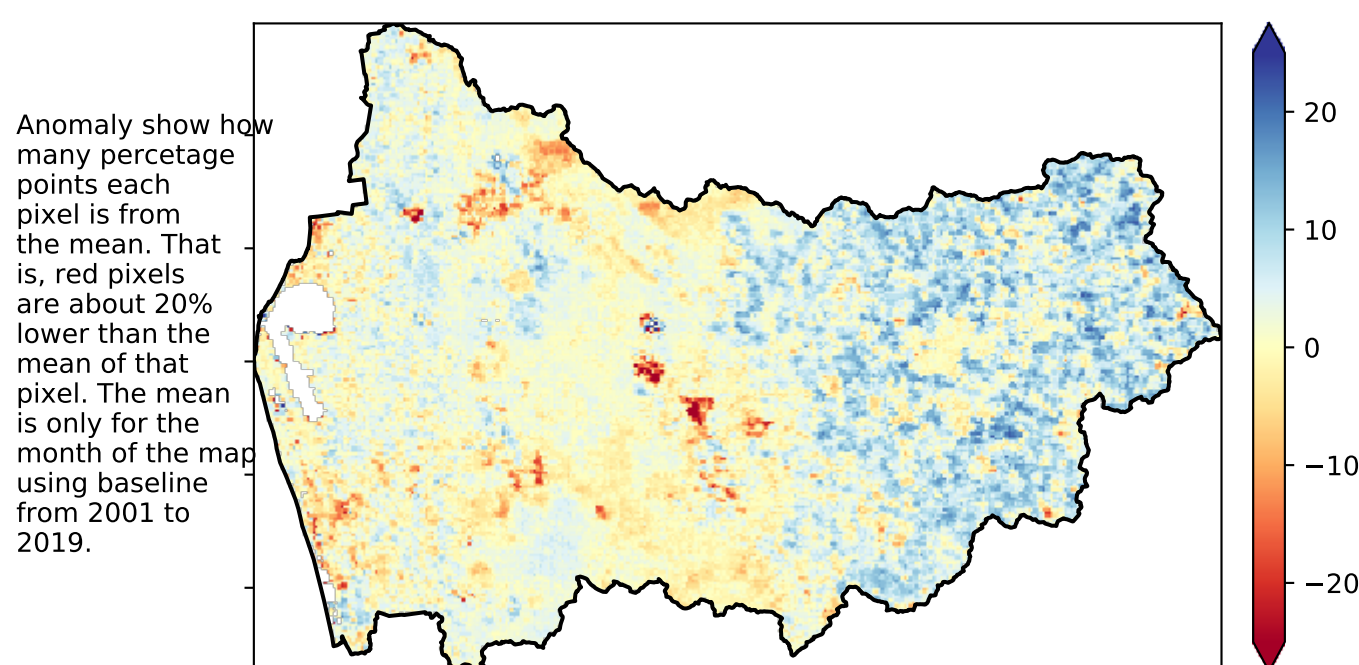 Anomaly show how
many percetage
points each
pixel is from
the mean. That
is, red pixels
are about 20%
lower than the
mean of that
pixel. The mean
is only for the
month of the map
using baseline
from 2001 to
2019.
20
10
0
−10
−20